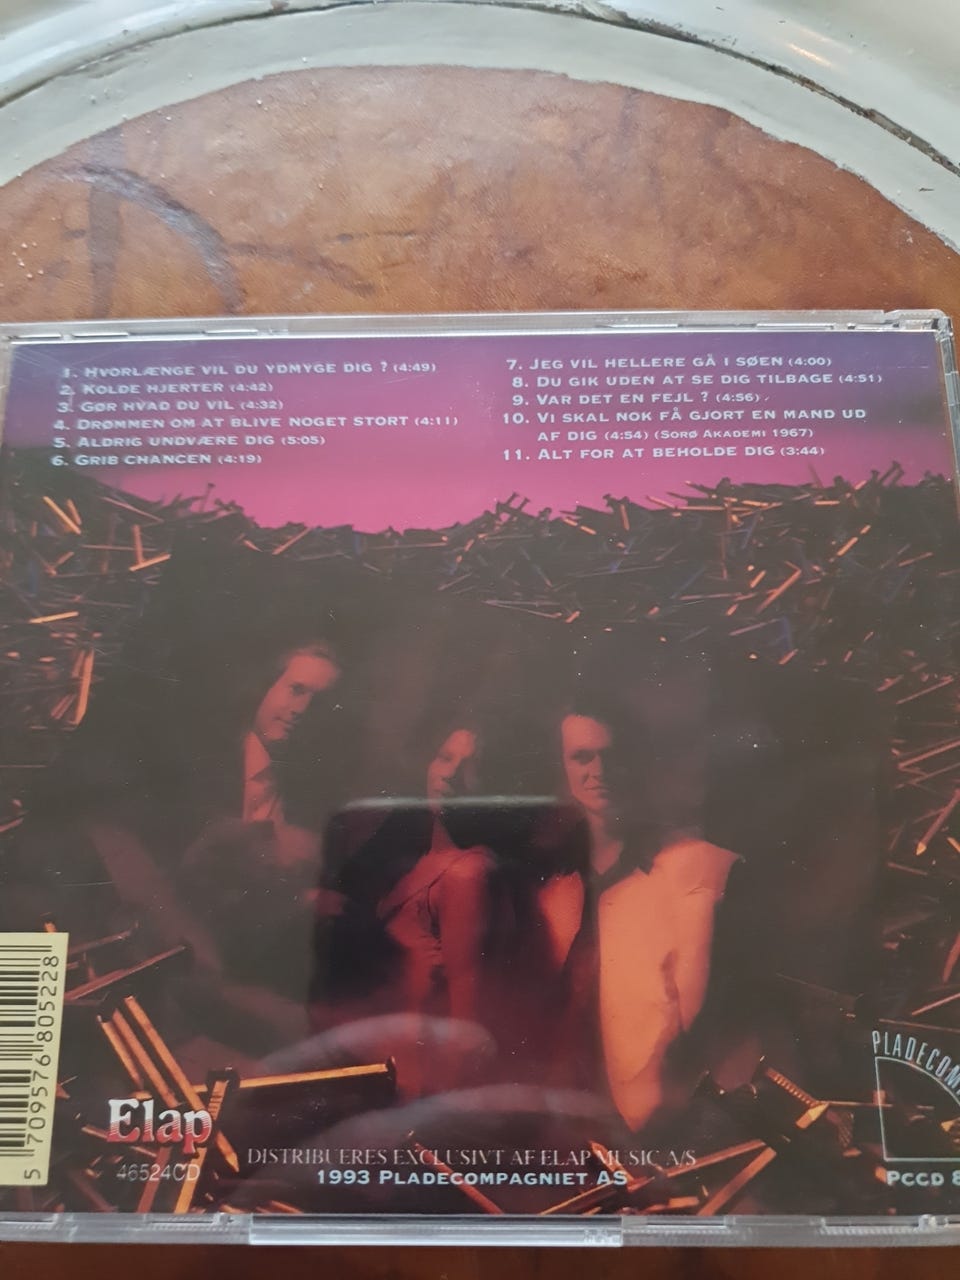 1. HVORLÆNGE VIL DU YDMYGE DIG ? (4:49)
2. KOLDE HJERTER (4:42)
3. GØR HVAD DU VIL (4:32)
4. DRØMMEN OM AT BLIVE NOGET STORT (4:11)
5. ALDRIG UNDVÆRE DIG (5:05)
6. GRIB CHANCEN (4:19)
7. JEG VIL HELLERE GÅ I SØEN (4:00)
8. DU GIK UDEN AT SE DIG TILBAGE (4:51)
9. VAR DET EN FEJL ? (4:56)
10. VI SKAL NOK FÅ GJORT EN MAND UD
AF DIG (4:54) (SORØ AKADEMI 1967)
11. ALT FOR AT BEHOLDE DIG (3:44)
5 709576 805228
Elap
46524CD
DISTRIBUERES EXCLUSIVT AF ELAP MUSIC A/S
1993 PLADECOMPAGNIET AS
PCCD